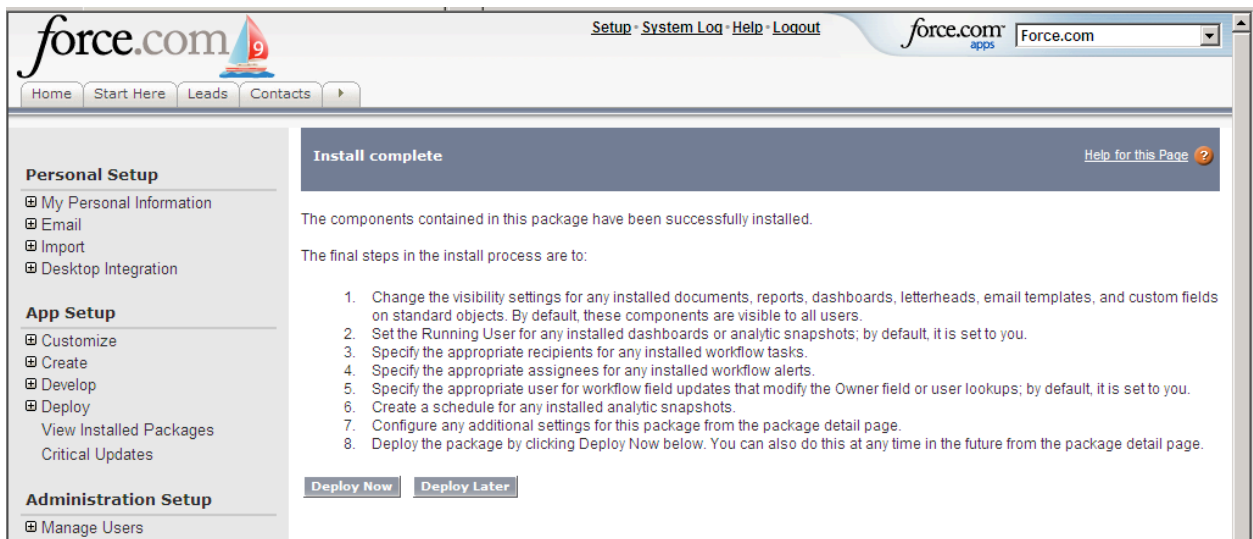 force.com 9
Setup · System Log · Help · Logout
force.com™ apps
Force.com
Home Start Here Leads Contacts
Install complete
Help for this Page ?
Personal Setup
My Personal Information
Email
Import
Desktop Integration
App Setup
Customize
Create
Develop
Deploy
View Installed Packages
Critical Updates
Administration Setup
Manage Users
The components contained in this package have been successfully installed.
The final steps in the install process are to:
1. Change the visibility settings for any installed documents, reports, dashboards, letterheads, email templates, and custom fields
on standard objects. By default, these components are visible to all users.
2. Set the Running User for any installed dashboards or analytic snapshots; by default, it is set to you.
3. Specify the appropriate recipients for any installed workflow tasks.
4. Specify the appropriate assignees for any installed workflow alerts.
5. Specify the appropriate user for workflow field updates that modify the Owner field or user lookups; by default, it is set to you.
6. Create a schedule for any installed analytic snapshots.
7. Configure any additional settings for this package from the package detail page.
8. Deploy the package by clicking Deploy Now below. You can also do this at any time in the future from the package detail page.
Deploy Now Deploy Later